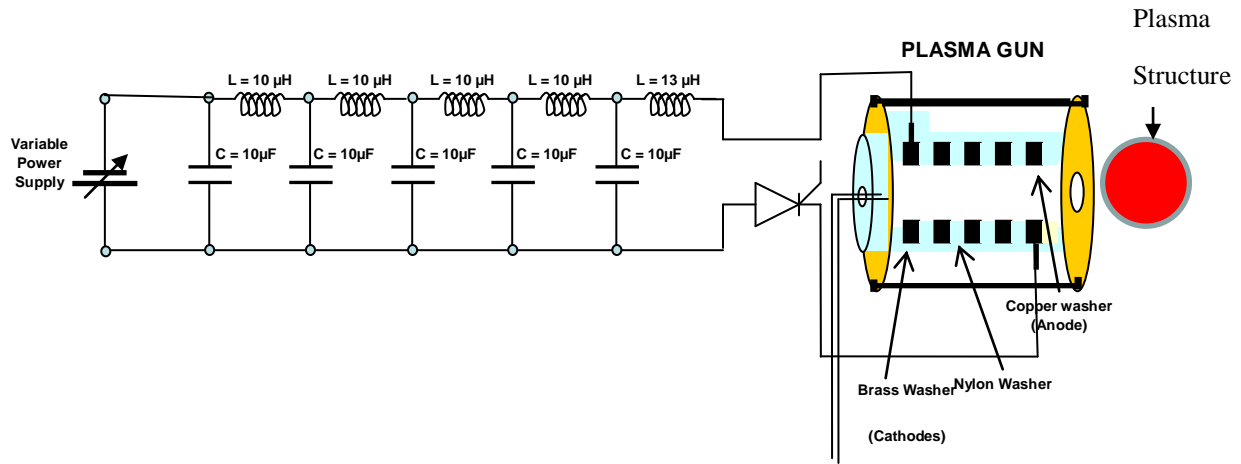 Plasma
Structure
PLASMA GUN
L = 10 µH
L = 10 µH
L = 10 µH
L = 10 µH
L = 13 µH
Variable
Power
Supply
C = 10µF
C = 10µF
C = 10µF
C = 10µF
C = 10µF
Copper washer
(Anode)
Brass Washer
Nylon Washer
(Cathodes)